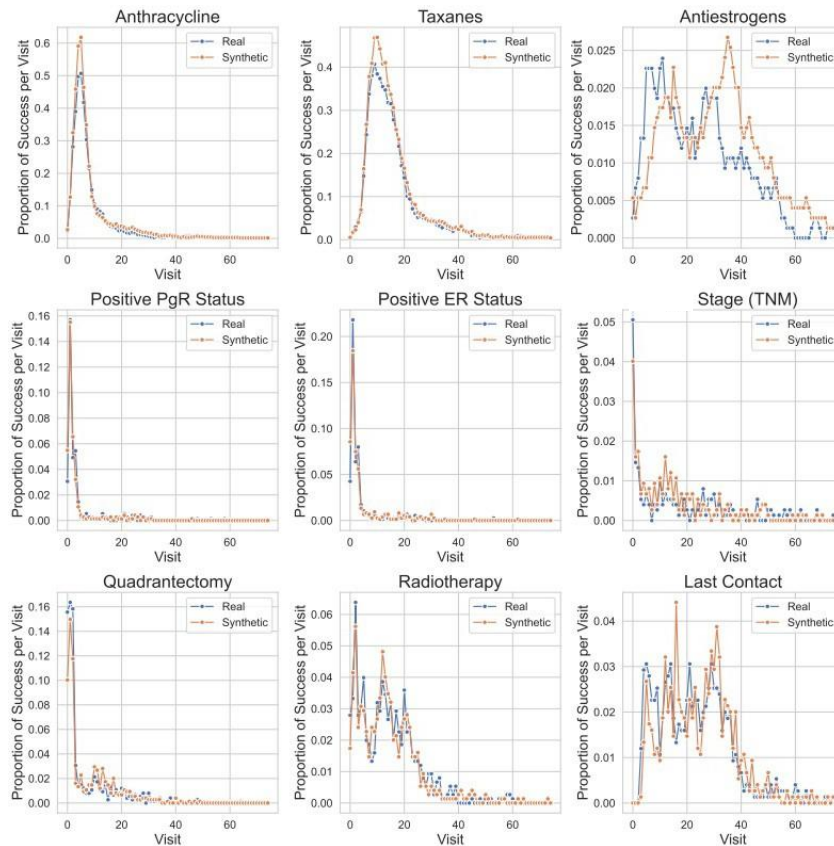 Anthracycline
Proportion of Success per Visit
0.6
0.5
0.4
0.3
0.2
0.1
0.0
Real
Synthetic
0 20 40 60
Visit
Taxanes
Proportion of Success per Visit
0.4
0.3
0.2
0.1
0.0
Real
Synthetic
0 20 40 60
Visit
Antiestrogens
Proportion of Success per Visit
0.025
0.020
0.015
0.010
0.005
0.000
Real
Synthetic
0 20 40 60
Visit
Positive PgR Status
Proportion of Success per Visit
0.16
0.14
0.12
0.10
0.08
0.06
0.04
0.02
0.00
Real
Synthetic
0 20 40 60
Visit
Positive ER Status
Proportion of Success per Visit
0.20
0.15
0.10
0.05
0.00
Real
Synthetic
0 20 40 60
Visit
Stage (TNM)
Proportion of Success per Visit
0.05
0.04
0.03
0.02
0.01
0.00
Real
Synthetic
0 20 40 60
Visit
Quadrantectomy
Proportion of Success per Visit
0.16
0.14
0.12
0.10
0.08
0.06
0.04
0.02
0.00
Real
Synthetic
0 20 40 60
Visit
Radiotherapy
Proportion of Success per Visit
0.06
0.05
0.04
0.03
0.02
0.01
0.00
Real
Synthetic
0 20 40 60
Visit
Last Contact
Proportion of Success per Visit
0.04
0.03
0.02
0.01
0.00
Real
Synthetic
0 20 40 60
Visit